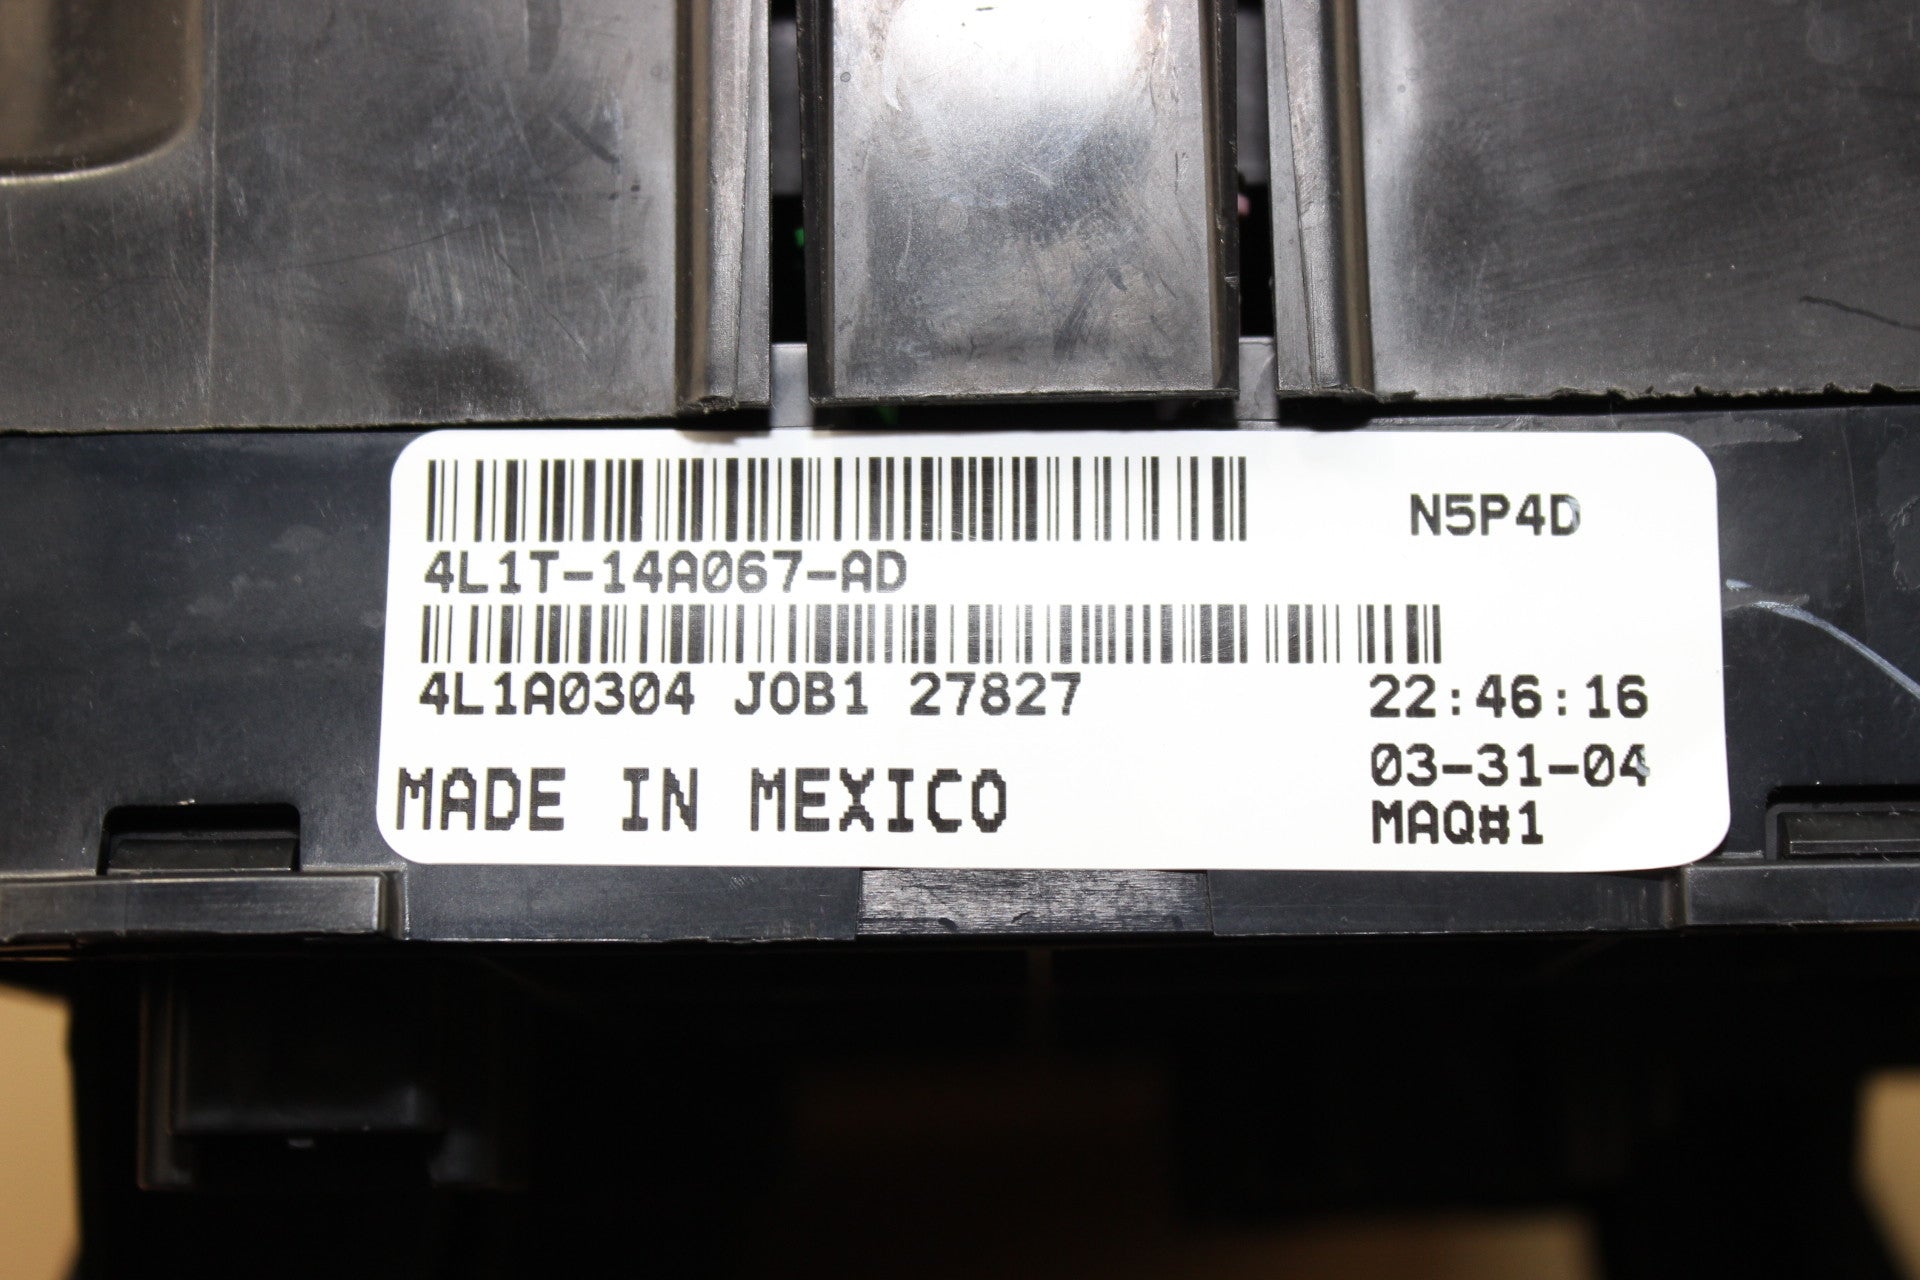 N5P4D
4L1T-14A067-AD
4L1A0304 JOB1 27827 22:46:16
03-31-04
MADE IN MEXICO
MAQ#1